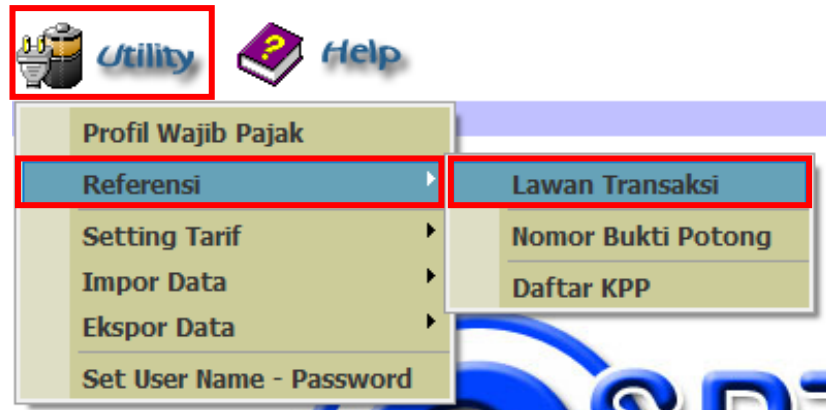 Utility Help
Profil Wajib Pajak
Referensi
Setting Tarif
Impor Data
Ekspor Data
Set User Name - Password
Lawan Transaksi
Nomor Bukti Potong
Daftar KPP